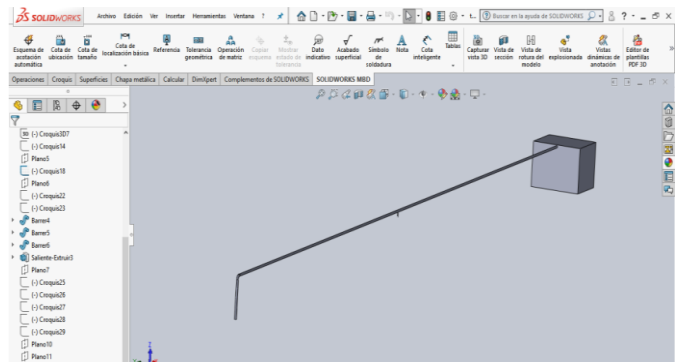 SOLIDWORKS Archivo Edición Ver Insertar Herramientas Ventana ? Buscar en la ayuda de SOLIDWORKS
Esquema de acotación automática
Cota de ubicación
Cota de tamaño
Cota de localización básica
Referencia
Tolerancia geométrica
Operación de matriz
Copiar esquema
Mostrar estado de tolerancia
Dato indicativo
Acabado superficial
Símbolo de soldadura
Nota
Cota inteligente
Tablas
Capturar vista 3D
Vista de sección
Vista de rotura del modelo
Vista explosionada
Vistas dinámicas de anotación
Editor de plantillas PDF 3D
Operaciones Croquis Superficies Chapa metálica Calcular DimXpert Complementos de SOLIDWORKS SOLIDWORKS MBD
3D (-) Croquis3D7
(-) Croquis14
Plano5
(-) Croquis18
Plano6
(-) Croquis22
(-) Croquis23
Barrer4
Barrer5
Barrer6
Saliente-Extruir3
Plano7
(-) Croquis25
(-) Croquis26
(-) Croquis27
(-) Croquis28
(-) Croquis29
Plano10
Plano11
Z